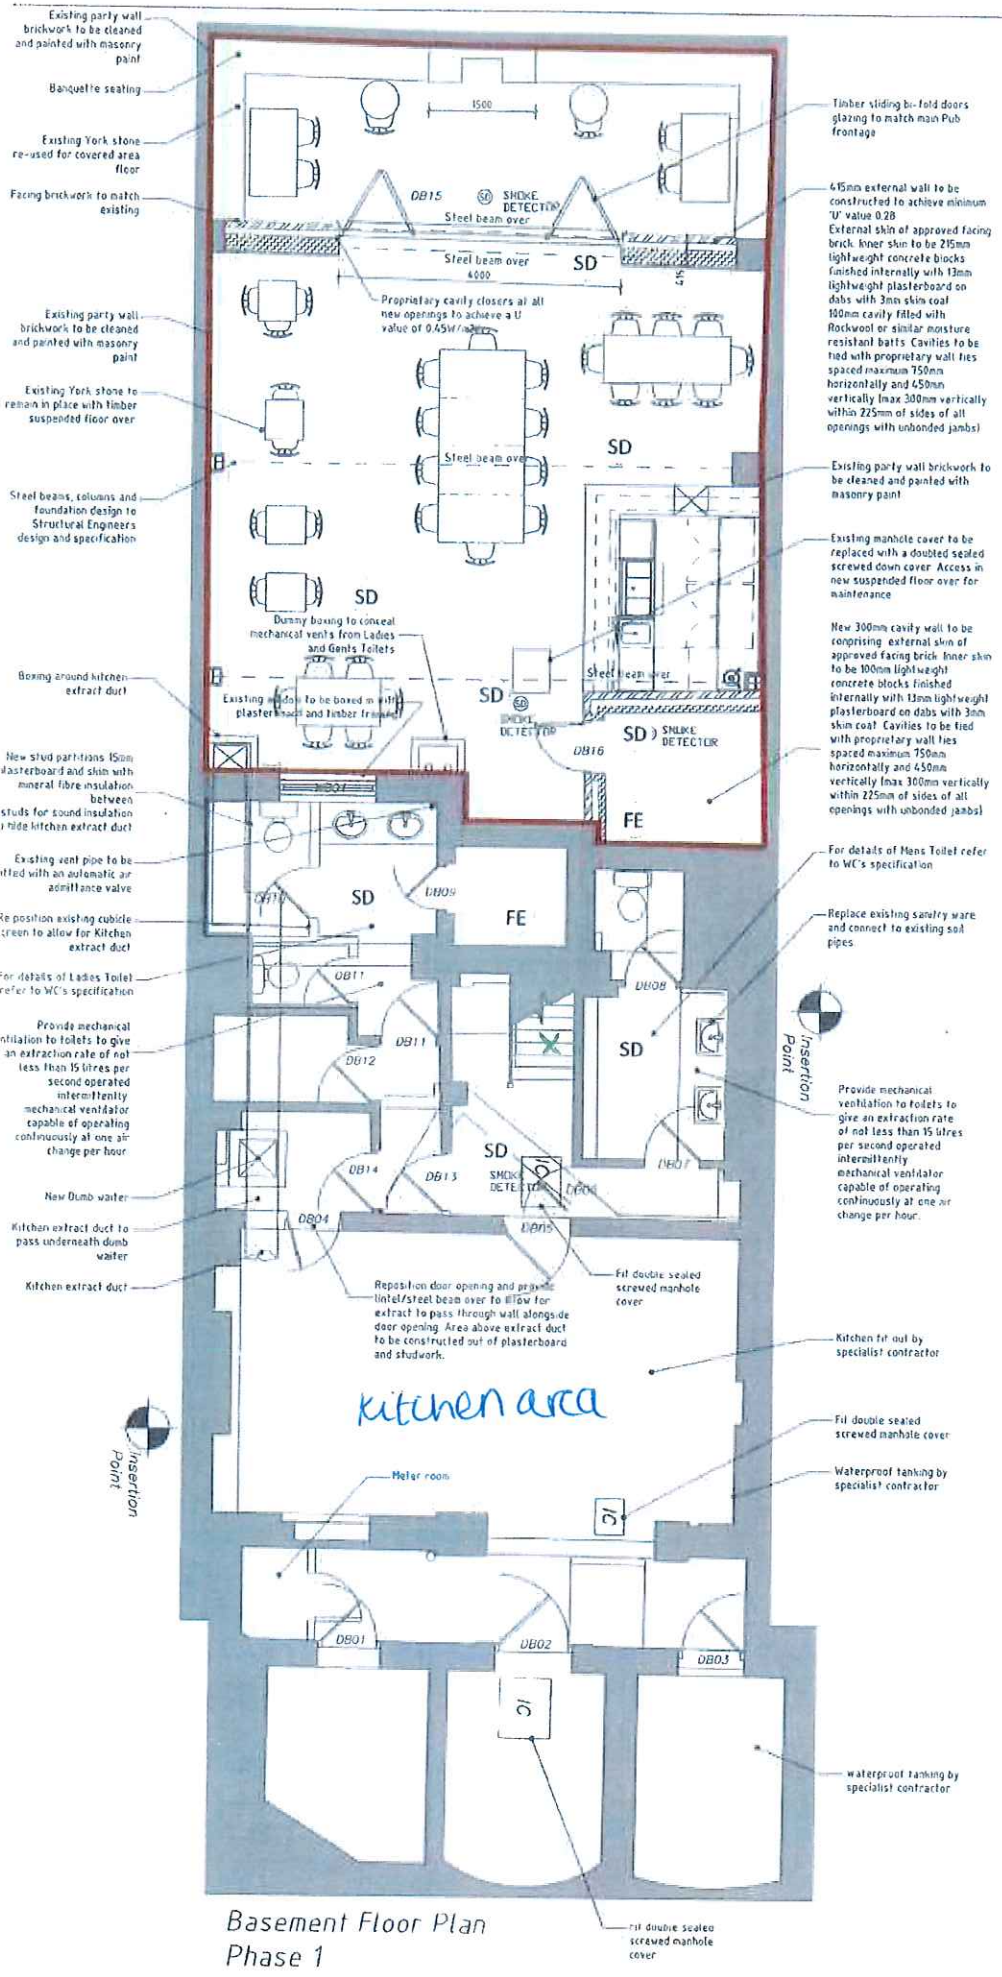 Existing party wall
brickwork to be cleaned
and painted with masonry
paint
Banquette seating
Existing York stone
re-used for covered area
floor
Facing brickwork to match
existing
Existing party wall
brickwork to be cleaned
and painted with masonry
paint
Existing York stone to
remain in place with timber
suspended floor over
Steel beams, columns and
foundation design to
Structural Engineers
design and specification
Boxing around kitchen
extract duct
New stud partitions 15mm
plasterboard and skim with
mineral fibre insulation
between
studs for sound insulation
hide kitchen extract duct
Existing vent pipe to be
fitted with an automatic air
admittance valve
Re position existing cubicle
screen to allow for Kitchen
extract duct
For details of Ladies Toilet
refer to WC's specification
Provide mechanical
ventilation to toilets to give
an extraction rate of not
less than 15 litres per
second operated
intermittently
mechanical ventilator
capable of operating
continuously at one air
change per hour
New Dumb waiter
Kitchen extract duct to
pass underneath dumb
waiter
Kitchen extract duct
1500
DB15
SD
SMOKE
DETECTOR
Steel beam over
Steel beam over
SD
4000
415
Proprietary cavity closers at all
new openings to achieve a U
value of 0.45W/m2
Steel beam over
SD
SD
Dummy boxing to conceal
mechanical vents from Ladies
and Gents Toilets
Existing window to be boxed in with
plasterboard and timber framing
SD
SD
SMOKE
DETECTOR
Steel beam over
DB16
SD
SMOKE
DETECTOR
FE
DB10
SD
DB09
FE
DB11
DB08
DB11
DB12
SD
DB14
DB13
SD
SMOKE
DETECTOR
IC
DB06
DB07
DB04
DB05
Reposition door opening and provide
lintel/steel beam over to allow for
extract to pass through wall alongside
door opening. Area above extract duct
to be constructed out of plasterboard
and studwork.
Fit double sealed
screwed manhole
cover
Kitchen area
Meter room
IC
DB01
DB02
DB03
IC
Timber sliding bi-fold doors
glazing to match main Pub
frontage
415mm external wall to be
constructed to achieve minimum
'U' value 0.28
External skin of approved facing
brick. Inner skin to be 215mm
lightweight concrete blocks
finished internally with 13mm
lightweight plasterboard on
dabs with 3mm skim coat
100mm cavity filled with
Rockwool or similar moisture
resistant batts Cavities to be
tied with proprietary wall ties
spaced maximum 750mm
horizontally and 450mm
vertically (max 300mm vertically
within 225mm of sides of all
openings with unbonded jambs)
Existing party wall brickwork to
be cleaned and painted with
masonry paint
Existing manhole cover to be
replaced with a doubled sealed
screwed down cover. Access in
new suspended floor over for
maintenance
New 300mm cavity wall to be
comprising external skin of
approved facing brick. Inner skin
to be 100mm lightweight
concrete blocks finished
internally with 13mm lightweight
plasterboard on dabs with 3mm
skim coat. Cavities to be tied
with proprietary wall ties
spaced maximum 750mm
horizontally and 450mm
vertically (max 300mm vertically
within 225mm of sides of all
openings with unbonded jambs)
For details of Mens Toilet refer
to WC's specification
Replace existing sanitry ware
and connect to existing soil
pipes
Insertion
Point
Provide mechanical
ventilation to toilets to
give an extraction rate
of not less than 15 litres
per second operated
intermittently
mechanical ventilator
capable of operating
continuously at one air
change per hour.
Kitchen fit out by
specialist contractor
Fit double sealed
screwed manhole cover
Waterproof tanking by
specialist contractor
Insertion
Point
Waterproof tanking by
specialist contractor
Fit double sealed
screwed manhole
cover
Basement Floor Plan
Phase 1